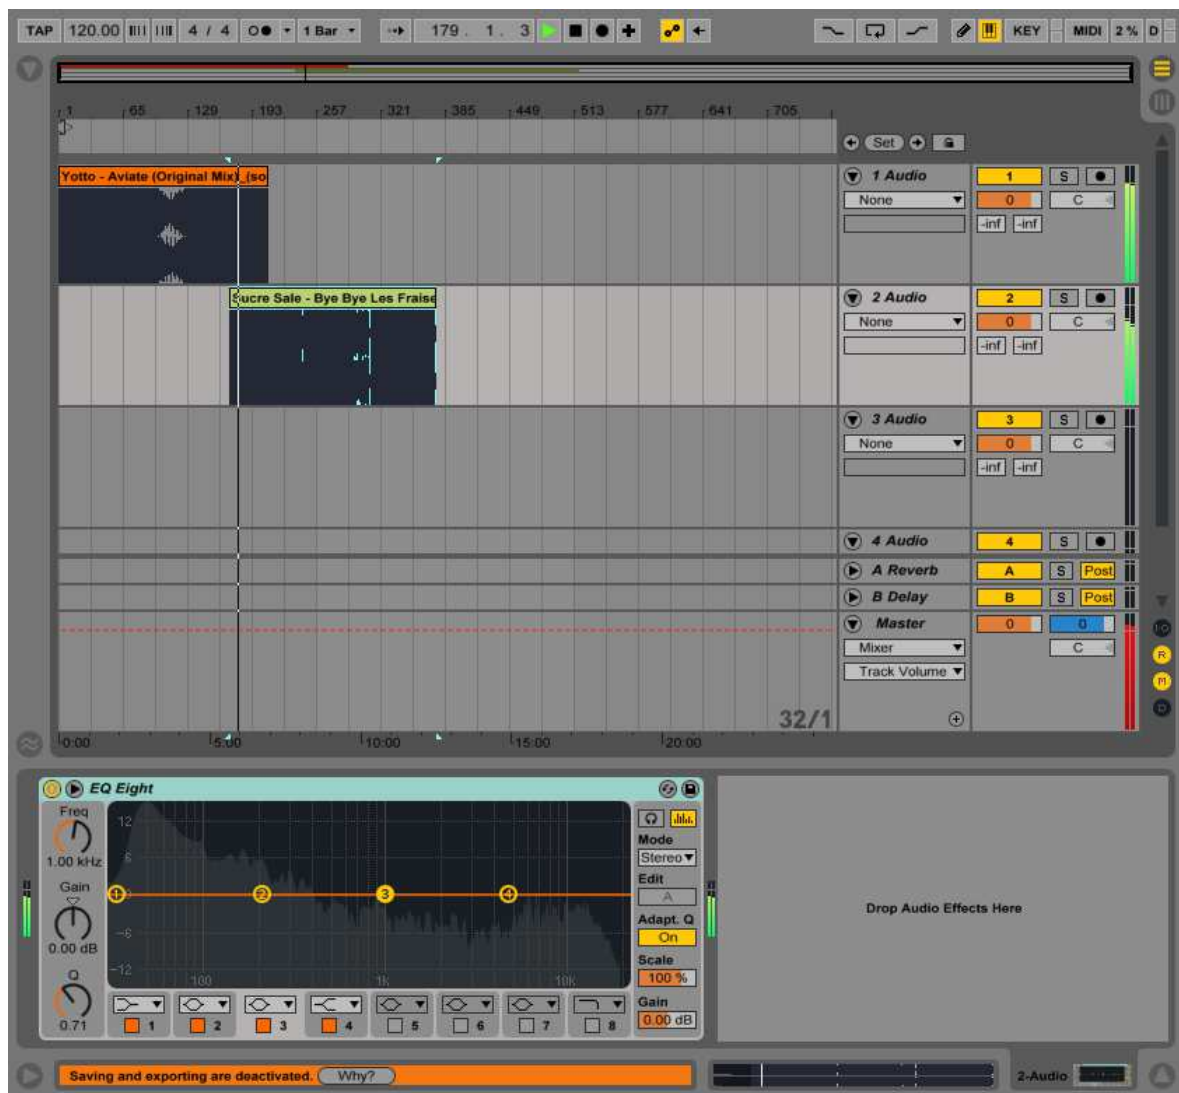 TAP 120.00 4 / 4 1 Bar 179. 1. 3 KEY MIDI 2 % D
1 65 129 193 257 321 385 449 513 577 641 705
Set
Yotto - Aviate (Original Mix)_(so
1 Audio 1 S
None 0 C
-inf -inf
Sucre Sale - Bye Bye Les Fraise
2 Audio 2 S
None 0 C
-inf -inf
3 Audio 3 S
None 0 C
-inf -inf
4 Audio 4 S
A Reverb A S Post
B Delay B S Post
Master 0 0
Mixer C
Track Volume
32/1
0:00 5:00 10:00 15:00 20:00
I·O
R
M
D
EQ Eight
Freq
1.00 kHz
Gain
0.00 dB
Q
0.71
12
6
0
-6
-12
100 1K 10K
1 2 3 4
Mode
Stereo
Edit
A
Adapt. Q
On
Scale
100 %
Gain
0.00 dB
1 2 3 4 5 6 7 8
Drop Audio Effects Here
Saving and exporting are deactivated. Why?
2-Audio